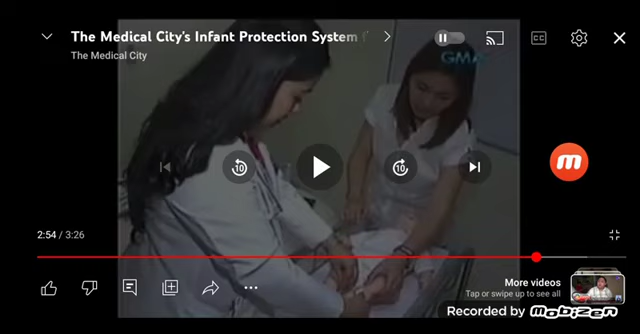 The Medical City's Infant Protection System f
The Medical City
CC
GMA
10
10
m
2:54 / 3:26
More videos
Tap or swipe up to see all
Recorded by MOBIZEN